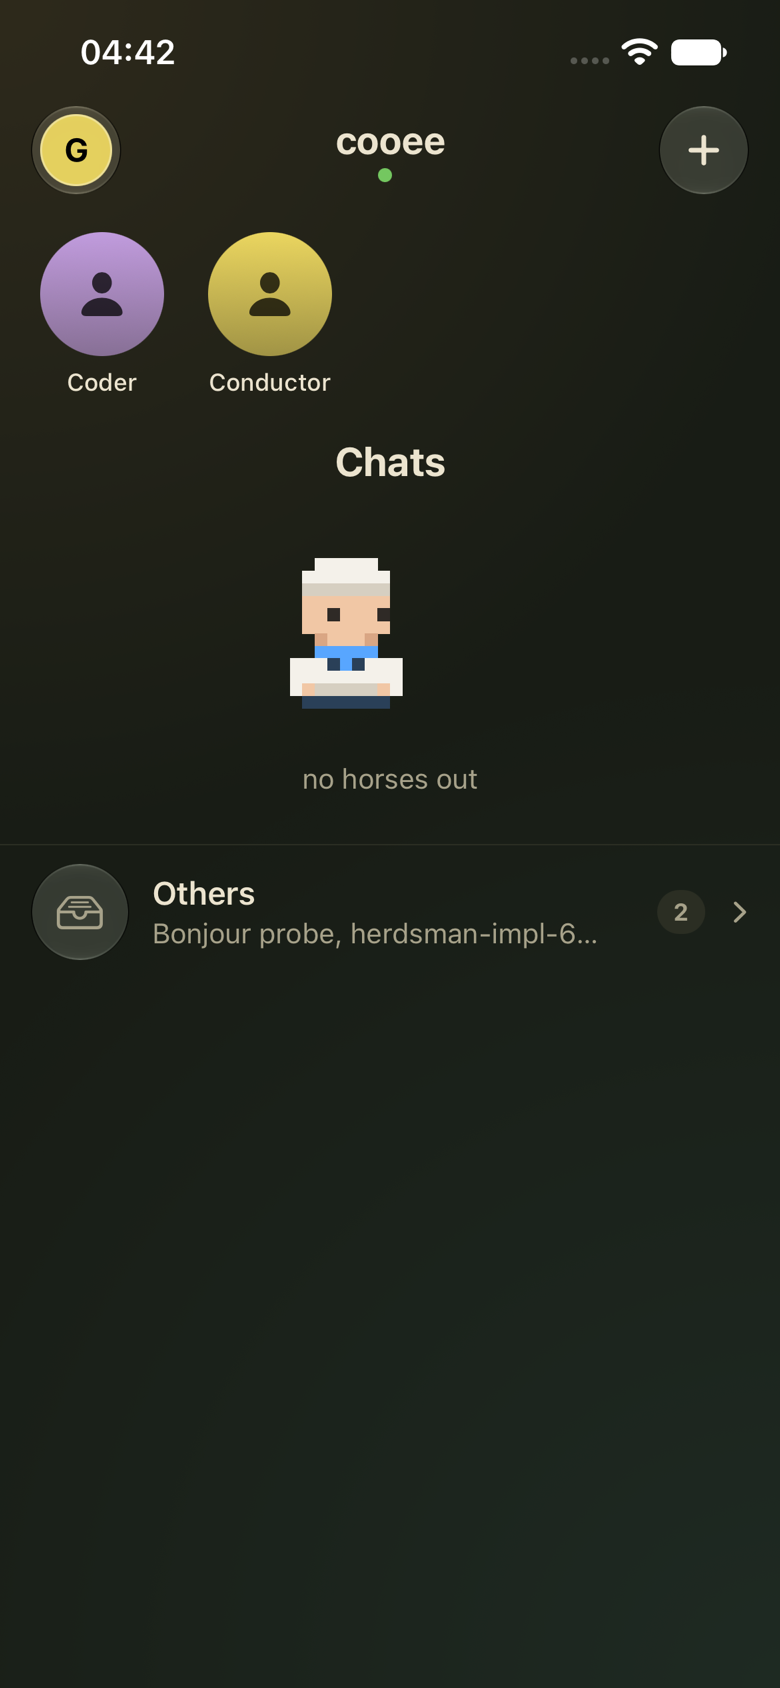 04:42
G
cooee
Coder
Conductor
Chats
no horses out
Others
Bonjour probe, herdsman-impl-6...
2